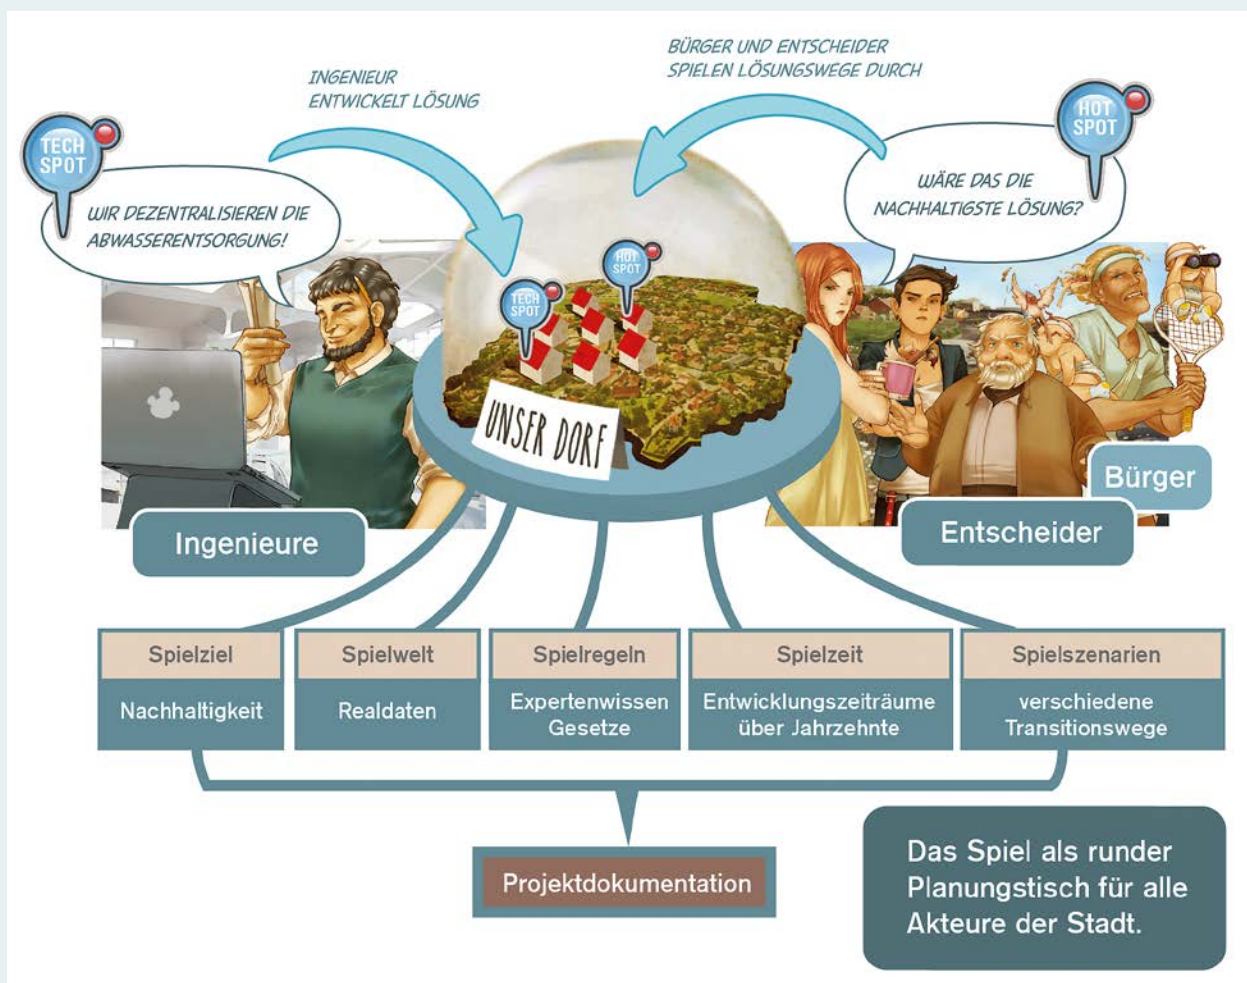 BÜRGER UND ENTSCHEIDER
SPIELEN LÖSUNGSWEGE DURCH
INGENIEUR
ENTWICKELT LÖSUNG
TECH
SPOT
HOT
SPOT
WIR DEZENTRALISIEREN DIE
ABWASSERENTSORGUNG!
WÄRE DAS DIE
NACHHALTIGSTE LÖSUNG?
HOT
SPOT
TECH
SPOT
UNSER DORF
Ingenieure
Bürger
Entscheider
Spielziel
Nachhaltigkeit
Spielwelt
Realdaten
Spielregeln
Expertenwissen
Gesetze
Spielzeit
Entwicklungszeiträume
über Jahrzehnte
Spielszenarien
verschiedene
Transitionswege
Projektdokumentation
Das Spiel als runder
Planungstisch für alle
Akteure der Stadt.